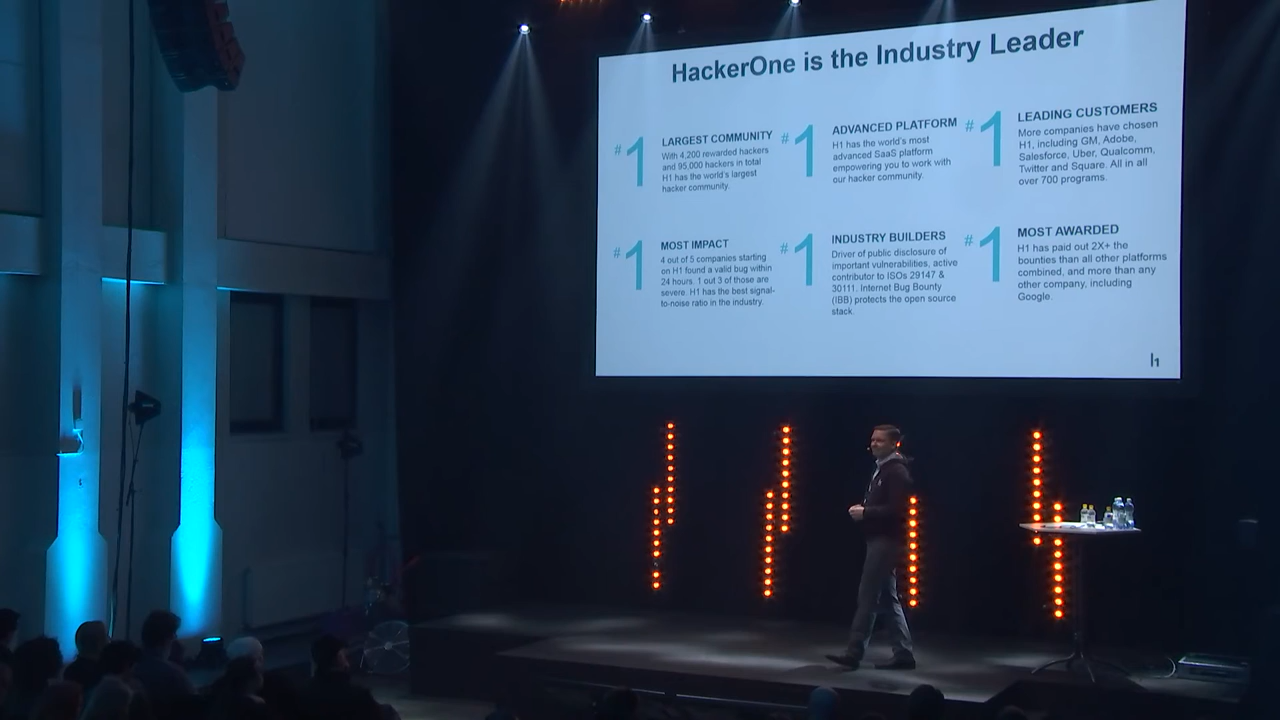 HackerOne is the Industry Leader
#1
LARGEST COMMUNITY
With 4,200 rewarded hackers
and 95,000 hackers in total
H1 has the world's largest
hacker community.
#1
ADVANCED PLATFORM
H1 has the world's most
advanced SaaS platform
empowering you to work with
our hacker community.
#1
LEADING CUSTOMERS
More companies have chosen
H1, including GM, Adobe,
Salesforce, Uber, Qualcomm,
Twitter and Square. All in all
over 700 programs.
#1
MOST IMPACT
4 out of 5 companies starting
on H1 found a valid bug within
24 hours. 1 out 3 of those are
severe. H1 has the best signal-
to-noise ratio in the industry.
#1
INDUSTRY BUILDERS
Driver of public disclosure of
important vulnerabilities, active
contributor to ISOs 29147 &
30111. Internet Bug Bounty
(IBB) protects the open source
stack.
#1
MOST AWARDED
H1 has paid out 2X+ the
bounties than all other platforms
combined, and more than any
other company, including
Google.
h1